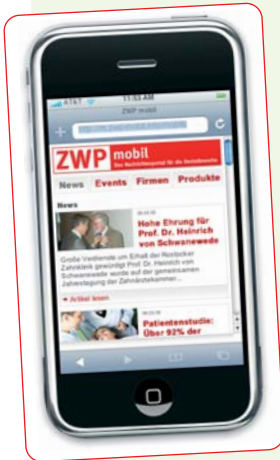 AT&T 11:53 AM
ZWP mobil
ZWP mobil
Das Nachrichtenportal für die Dentalbranche
News Events Firmen Produkte
News
Hohe Ehrung für
Prof. Dr. Heinrich
von Schwanewede
Große Verdienste um Erhalt der Rostocker
Zahnklinik gewürdigt Prof. Dr. Heinrich von
Schwanewede wurde auf der gemeinsamen
Jahrestagung der Zahnärztekammer...
Artikel lesen
Patientenstudie:
Über 92% der